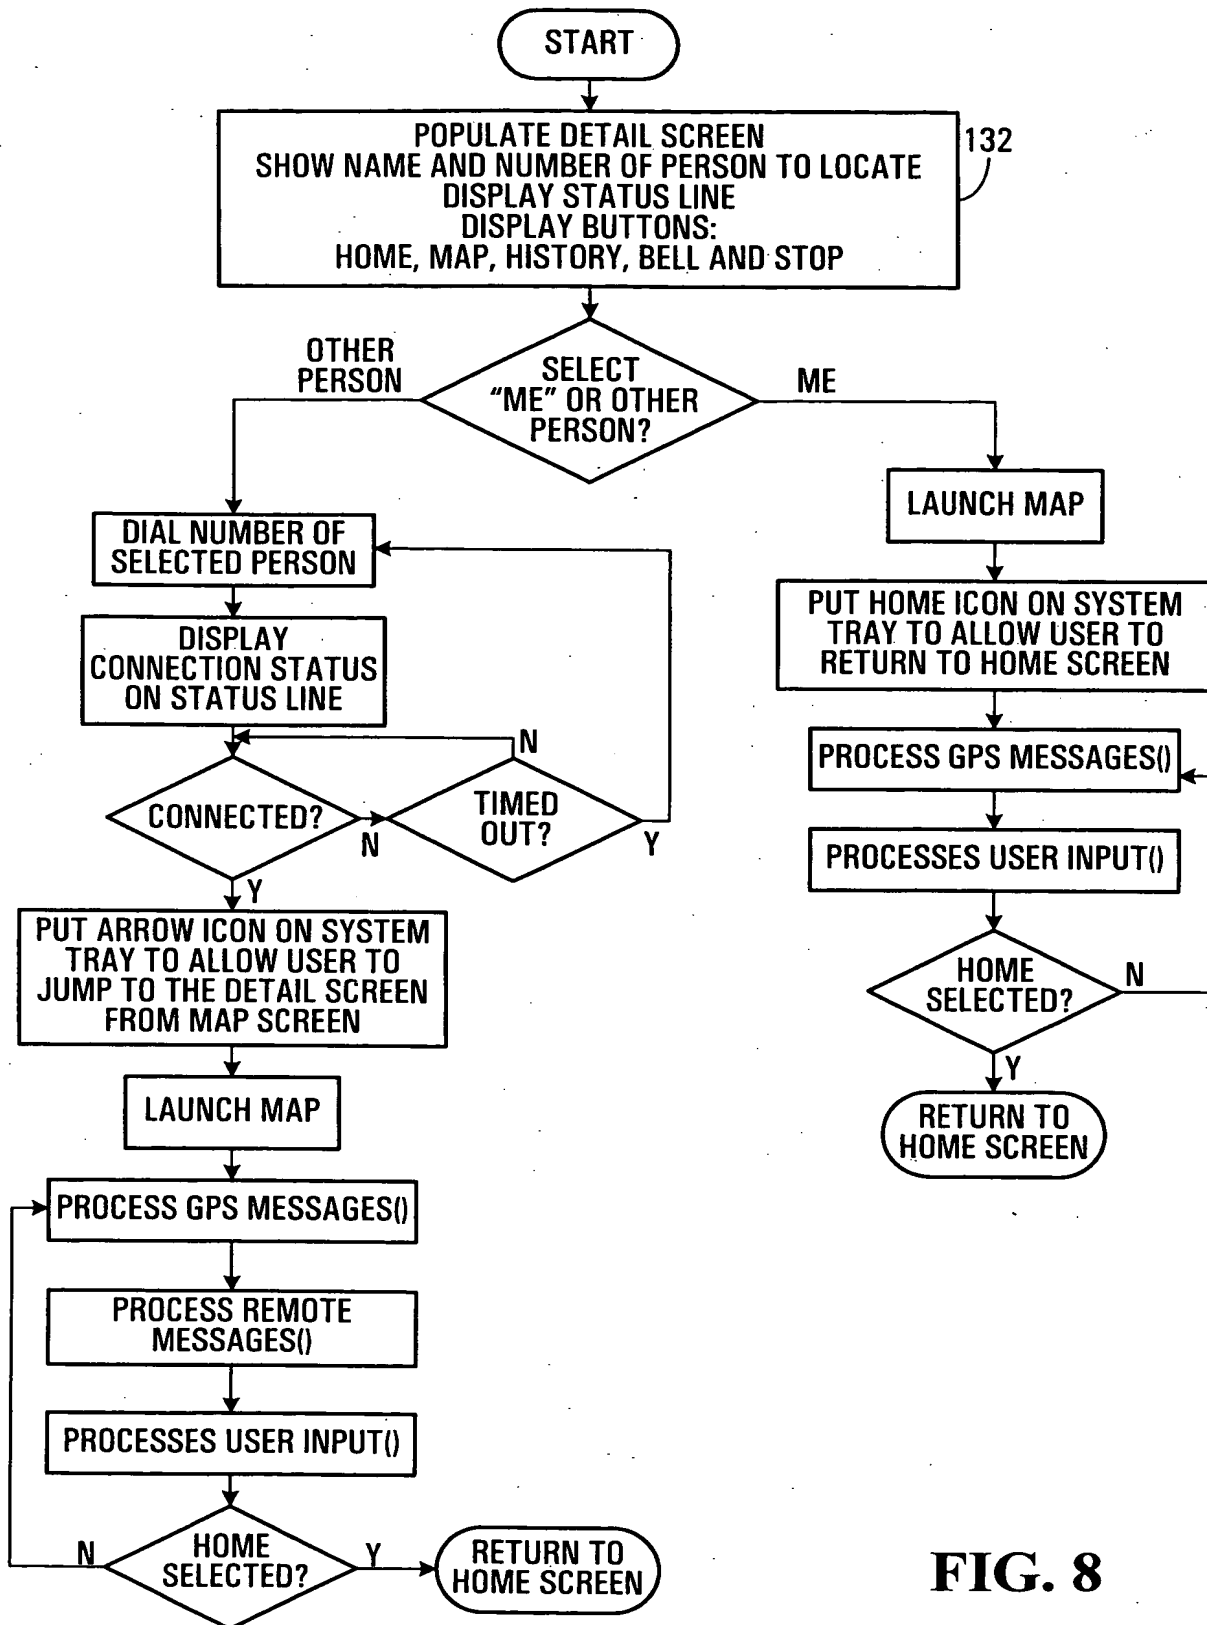 START
POPULATE DETAIL SCREEN
SHOW NAME AND NUMBER OF PERSON TO LOCATE
DISPLAY STATUS LINE
DISPLAY BUTTONS:
HOME, MAP, HISTORY, BELL AND STOP
132
SELECT
"ME" OR OTHER
PERSON?
OTHER
PERSON
ME
DIAL NUMBER OF
SELECTED PERSON
DISPLAY
CONNECTION STATUS
ON STATUS LINE
CONNECTED?
N
TIMED
OUT?
N
Y
Y
PUT ARROW ICON ON SYSTEM
TRAY TO ALLOW USER TO
JUMP TO THE DETAIL SCREEN
FROM MAP SCREEN
LAUNCH MAP
PROCESS GPS MESSAGES()
PROCESS REMOTE
MESSAGES()
PROCESSES USER INPUT()
HOME
SELECTED?
N
Y
RETURN TO
HOME SCREEN
LAUNCH MAP
PUT HOME ICON ON SYSTEM
TRAY TO ALLOW USER TO
RETURN TO HOME SCREEN
PROCESS GPS MESSAGES()
PROCESSES USER INPUT()
HOME
SELECTED?
N
Y
RETURN TO
HOME SCREEN
FIG. 8